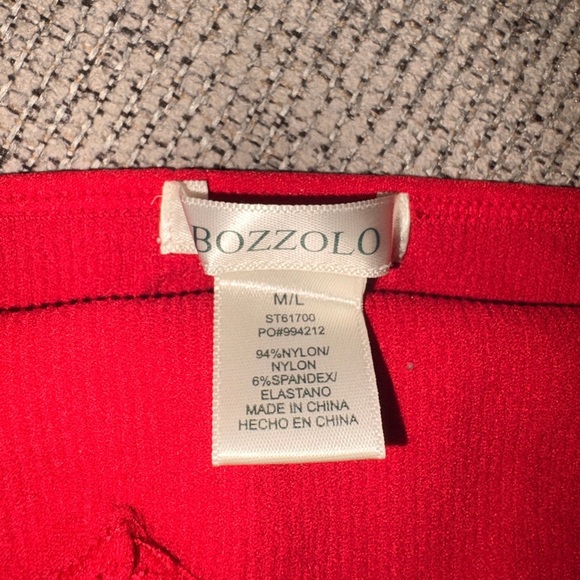 BOZZOLO
M/L
ST61700
PO#994212
94%NYLON/
NYLON
6%SPANDEX/
ELASTANO
MADE IN CHINA
HECHO EN CHINA